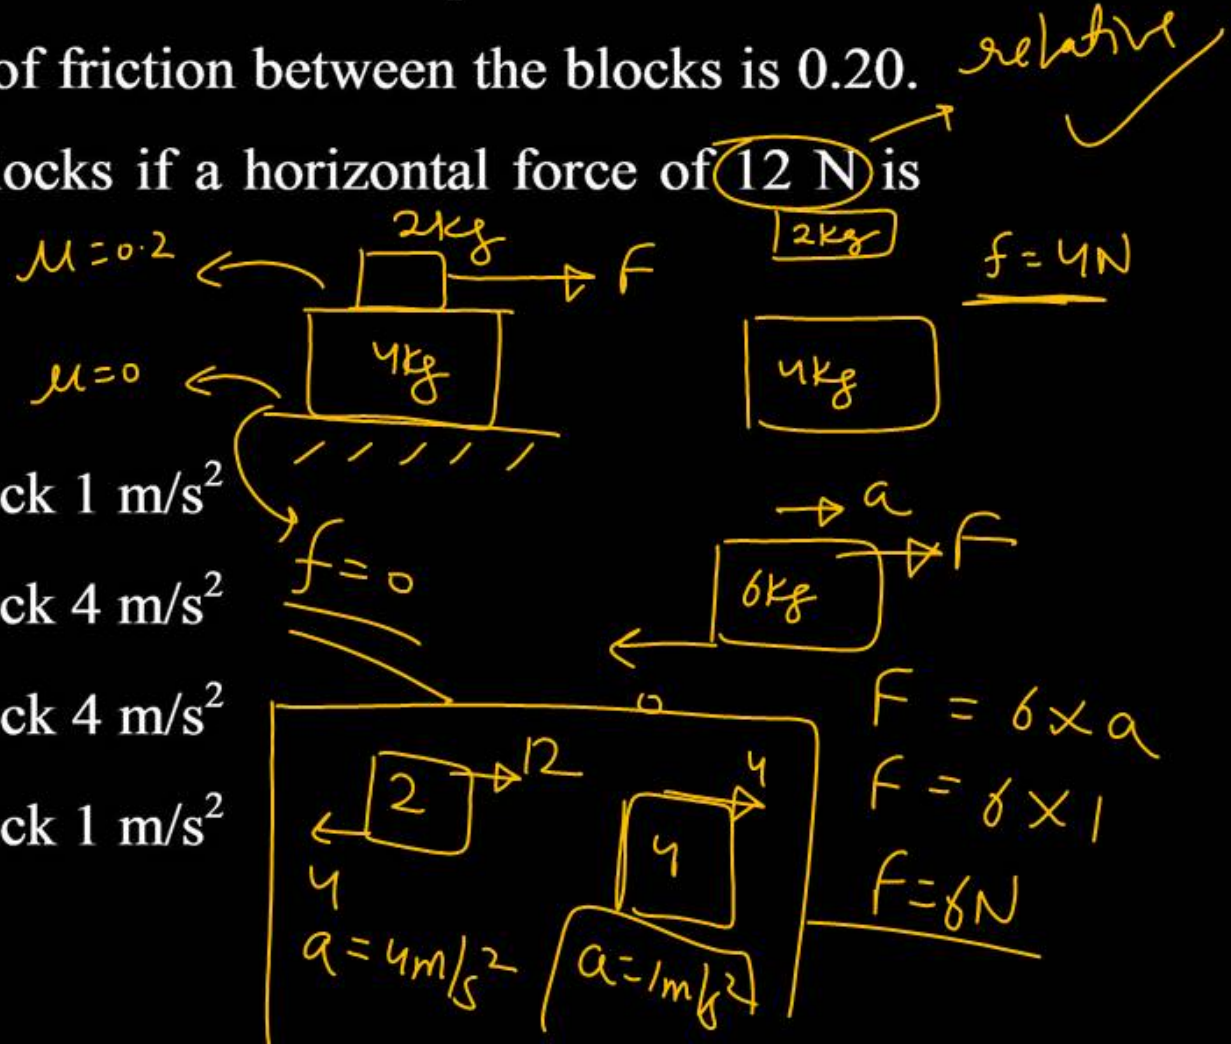 of friction between the blocks is 0.20.
relative
locks if a horizontal force of 12 N is
μ=0.2
2kg
F
2kg
f=4N
μ=0
4kg
4kg
ck 1 m/s²
a
f=0
6kg
F
ck 4 m/s²
ck 4 m/s²
0
F = 6×a
2
12
4
4
F = 6×1
ck 1 m/s²
4
F=6N
a=4m/s²
a=1m/s²